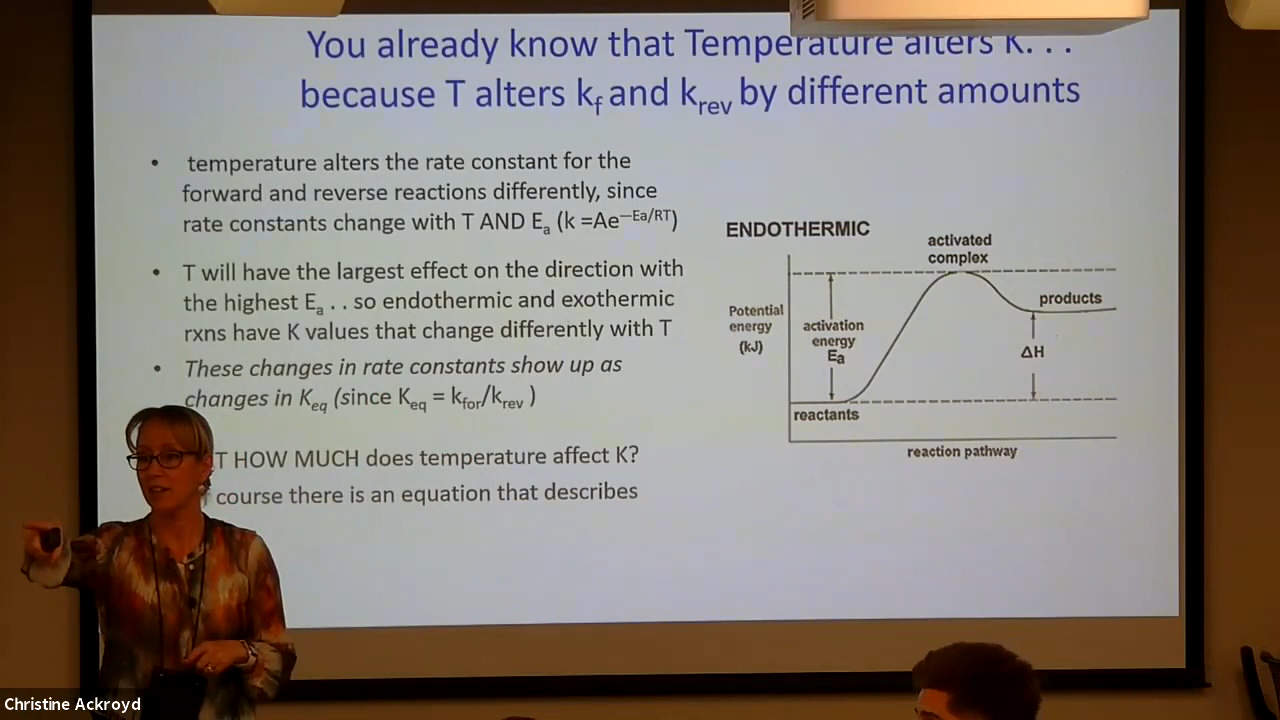 You already know that Temperature alters K. . .
because T alters kf and krev by different amounts
• temperature alters the rate constant for the
forward and reverse reactions differently, since
rate constants change with T AND Ea (k =Ae–Ea/RT)
• T will have the largest effect on the direction with
the highest Ea . . so endothermic and exothermic
rxns have K values that change differently with T
• These changes in rate constants show up as
changes in Keq (since Keq = kfor/krev )
T HOW MUCH does temperature affect K?
course there is an equation that describes
ENDOTHERMIC
activated
complex
products
Potential
energy
(kJ)
activation
energy
Ea
ΔH
reactants
reaction pathway
Christine Ackroyd